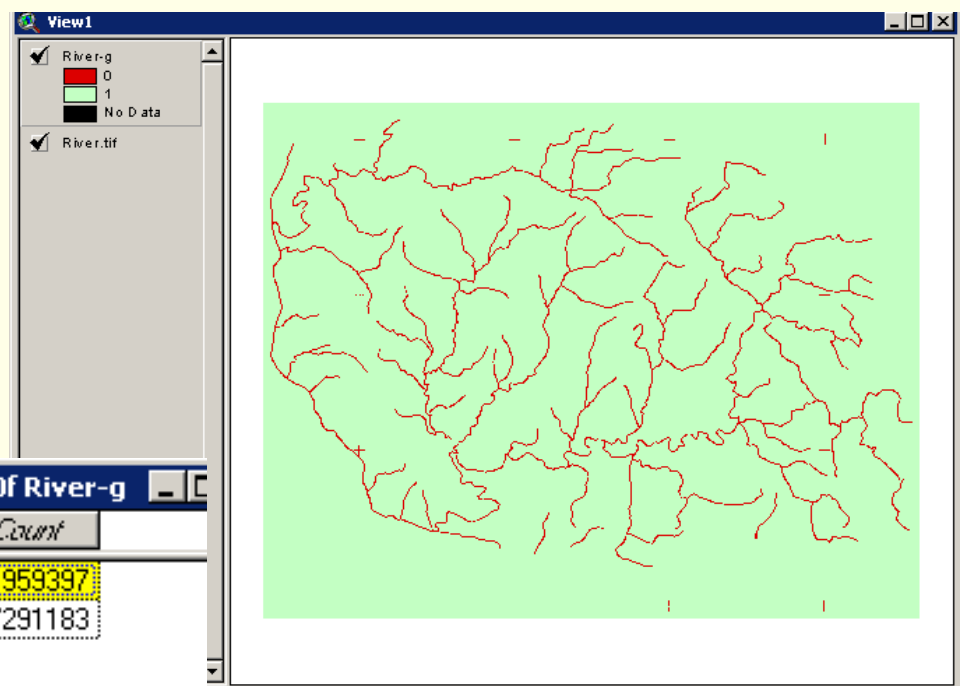 View1
River-g
0
1
No Data
River.tif
Of River-g
Count
959397
7291183